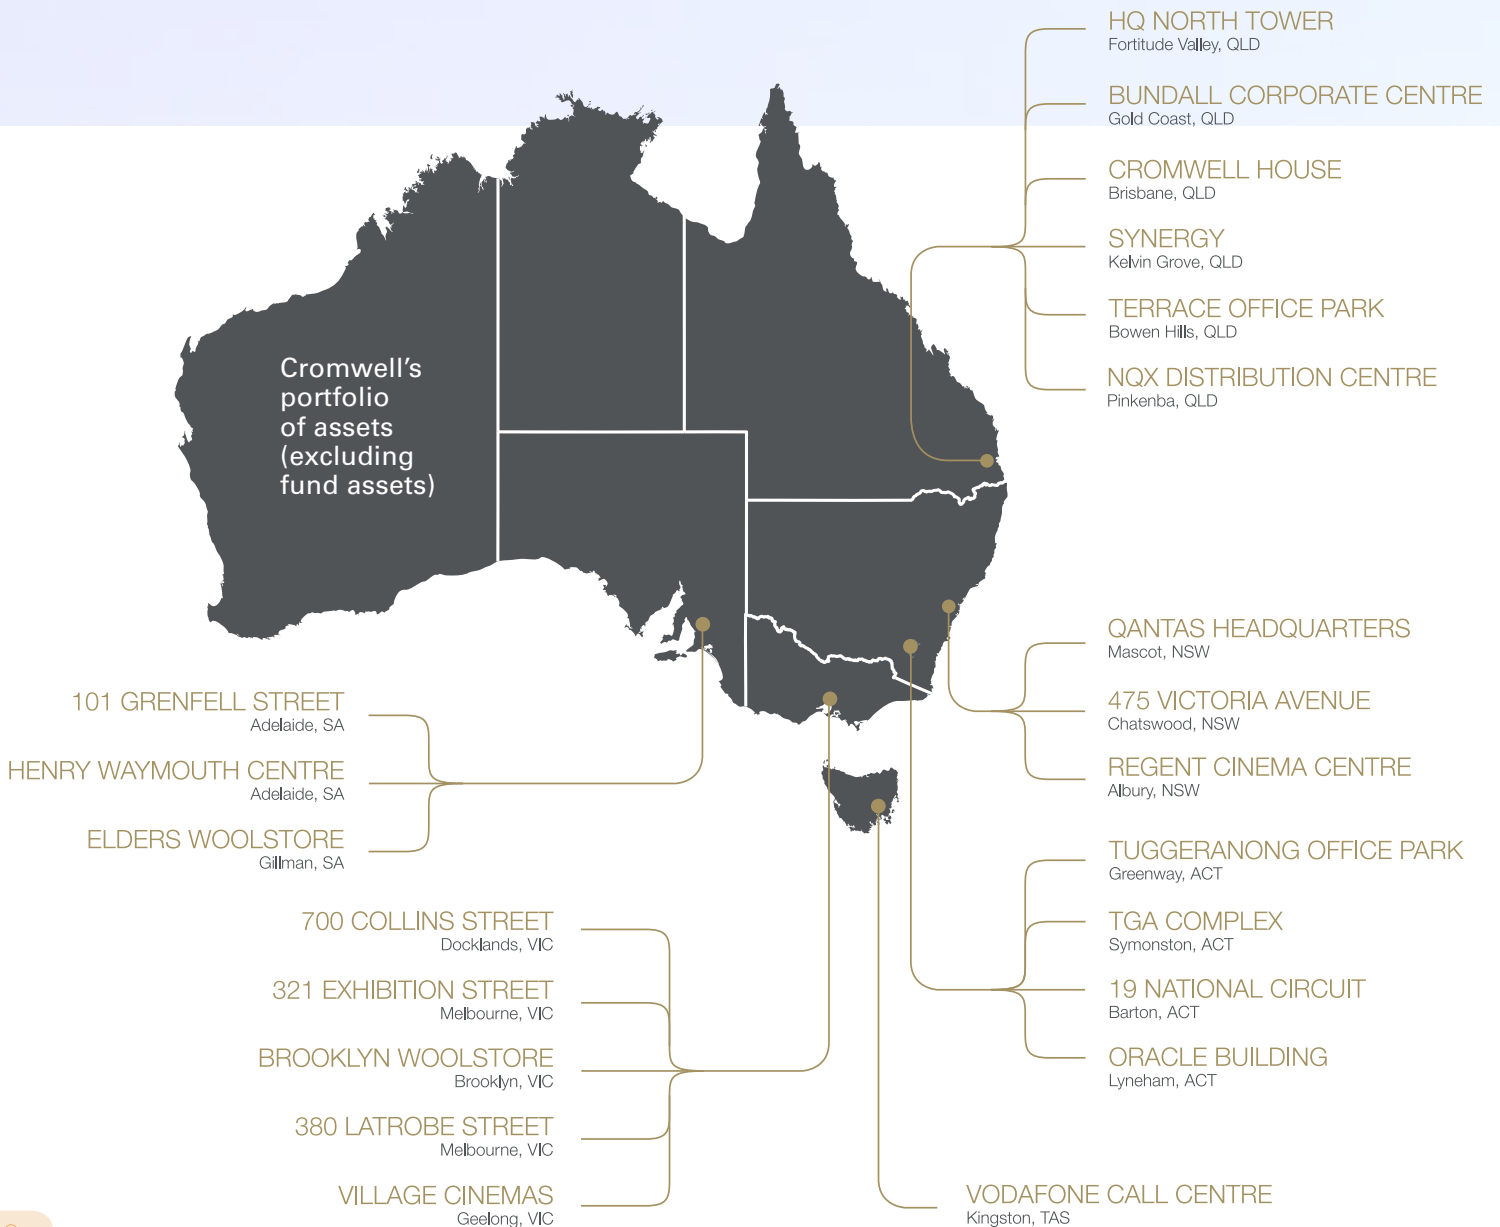 HQ NORTH TOWER
Fortitude Valley, QLD
BUNDALL CORPORATE CENTRE
Gold Coast, QLD
CROMWELL HOUSE
Brisbane, QLD
SYNERGY
Kelvin Grove, QLD
TERRACE OFFICE PARK
Bowen Hills, QLD
NQX DISTRIBUTION CENTRE
Pinkenba, QLD
Cromwell's
portfolio
of assets
(excluding
fund assets)
QANTAS HEADQUARTERS
Mascot, NSW
475 VICTORIA AVENUE
Chatswood, NSW
REGENT CINEMA CENTRE
Albury, NSW
101 GRENFELL STREET
Adelaide, SA
HENRY WAYMOUTH CENTRE
Adelaide, SA
ELDERS WOOLSTORE
Gillman, SA
TUGGERANONG OFFICE PARK
Greenway, ACT
TGA COMPLEX
Symonston, ACT
19 NATIONAL CIRCUIT
Barton, ACT
ORACLE BUILDING
Lyneham, ACT
700 COLLINS STREET
Docklands, VIC
321 EXHIBITION STREET
Melbourne, VIC
BROOKLYN WOOLSTORE
Brooklyn, VIC
380 LATROBE STREET
Melbourne, VIC
VILLAGE CINEMAS
Geelong, VIC
VODAFONE CALL CENTRE
Kingston, TAS